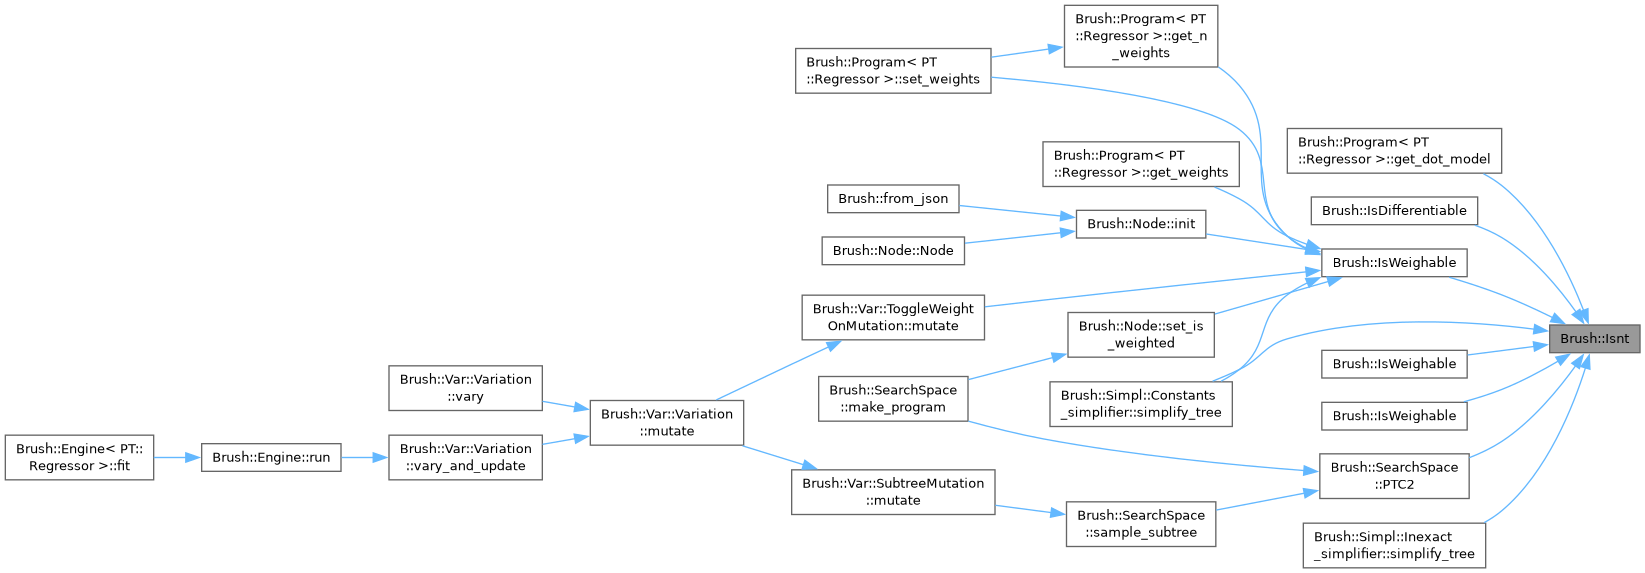 Brush::Program< PT
::Regressor >::get_n
_weights
Brush::Program< PT
::Regressor >::set_weights
Brush::Program< PT
::Regressor >::get_dot_model
Brush::Program< PT
::Regressor >::get_weights
Brush::from_json
Brush::IsDifferentiable
Brush::Node::init
Brush::Node::Node
Brush::IsWeighable
Brush::Var::ToggleWeight
OnMutation::mutate
Brush::Node::set_is
_weighted
Brush::Isnt
Brush::IsWeighable
Brush::Var::Variation
::vary
Brush::SearchSpace
::make_program
Brush::Simpl::Constants
_simplifier::simplify_tree
Brush::IsWeighable
Brush::Var::Variation
::mutate
Brush::Engine< PT::
Regressor >::fit
Brush::Engine::run
Brush::Var::Variation
::vary_and_update
Brush::SearchSpace
::PTC2
Brush::Var::SubtreeMutation
::mutate
Brush::SearchSpace
::sample_subtree
Brush::Simpl::Inexact
_simplifier::simplify_tree